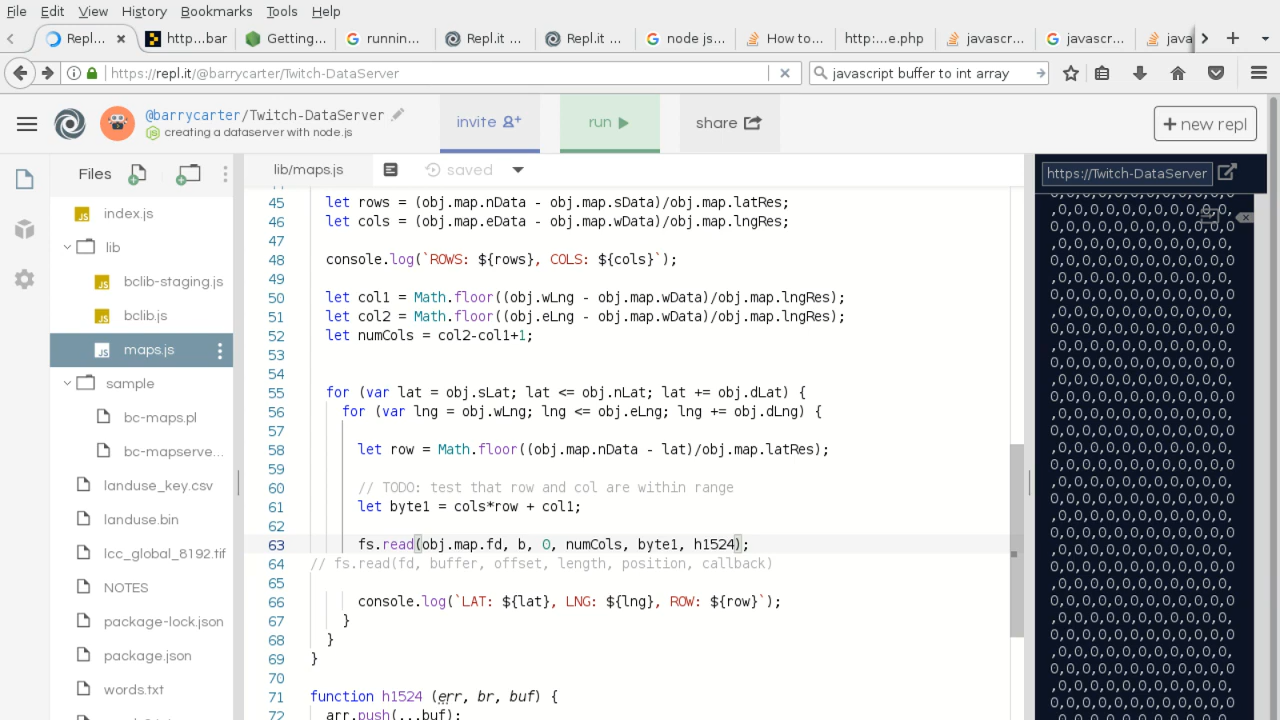 File Edit View History Bookmarks Tools Help
Repl... http...bar Getting... runnin... Repl.it ... Repl.it ... node js... How to... http:...e.php javascr... javascr... java
https://repl.it/@barrycarter/Twitch-DataServer javascript buffer to int array
@barrycarter/Twitch-DataServer
creating a dataserver with node.js
invite run share + new repl
Files lib/maps.js saved https://Twitch-DataServer
index.js
lib
bclib-staging.js
bclib.js
maps.js
sample
bc-maps.pl
bc-mapserve...
landuse_key.csv
landuse.bin
lcc_global_8192.tif
NOTES
package-lock.json
package.json
words.txt
45 let rows = (obj.map.nData - obj.map.sData)/obj.map.latRes;
46 let cols = (obj.map.eData - obj.map.wData)/obj.map.lngRes;
47
48 console.log(`ROWS: ${rows}, COLS: ${cols}`);
49
50 let col1 = Math.floor((obj.wLng - obj.map.wData)/obj.map.lngRes);
51 let col2 = Math.floor((obj.eLng - obj.map.wData)/obj.map.lngRes);
52 let numCols = col2-col1+1;
53
54
55 for (var lat = obj.sLat; lat <= obj.nLat; lat += obj.dLat) {
56 for (var lng = obj.wLng; lng <= obj.eLng; lng += obj.dLng) {
57
58 let row = Math.floor((obj.map.nData - lat)/obj.map.latRes);
59
60 // TODO: test that row and col are within range
61 let byte1 = cols*row + col1;
62
63 fs.read(obj.map.fd, b, 0, numCols, byte1, h1524);
64 // fs.read(fd, buffer, offset, length, position, callback)
65
66 console.log(`LAT: ${lat}, LNG: ${lng}, ROW: ${row}`);
67 }
68 }
69 }
70
71 function h1524 (err, br, buf) {
72 arr.push(...buf);